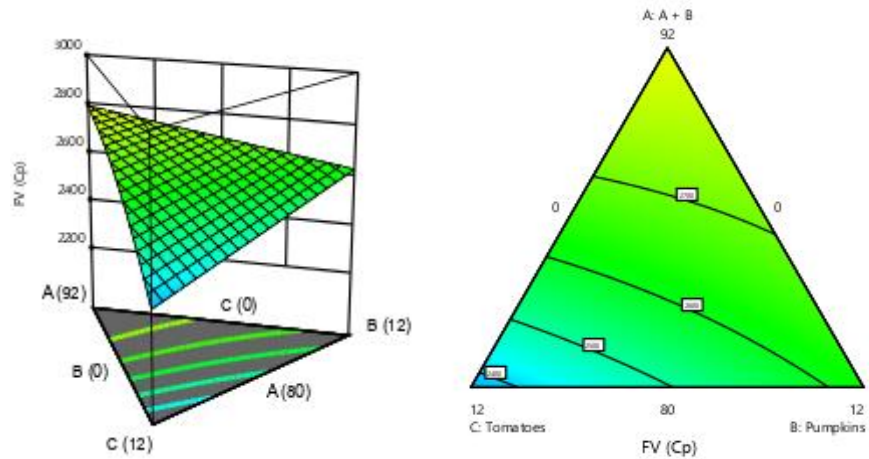 3000
2800
2600
2400
2200
FV (Cp)
A (92)
C (0)
B (12)
B (0)
A (80)
C (12)
A: A + B
92
0
0
2700
12
80
12
C: Tomatoes
B: Pumpkins
FV (Cp)